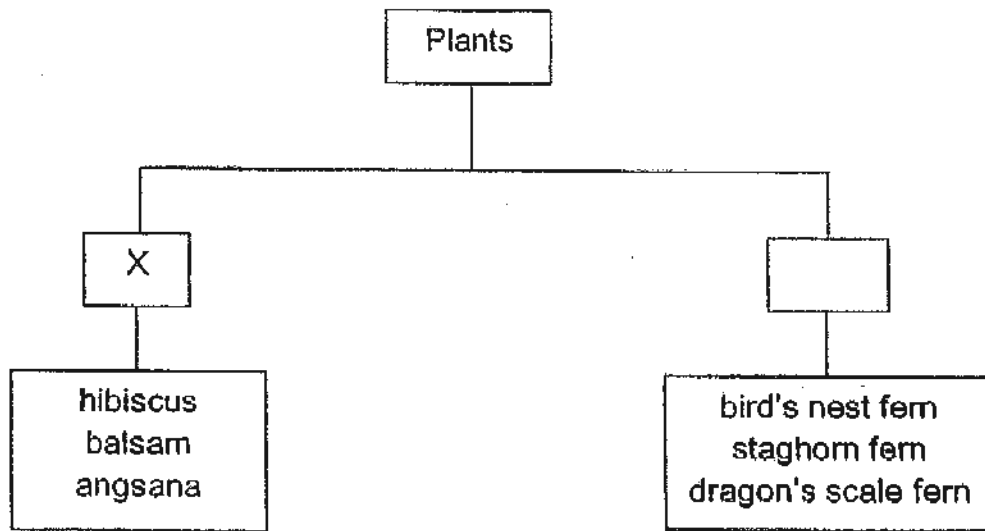 Plants
X
hibiscus
balsam
angsana
bird's nest fern
staghorn fern
dragon's scale fern